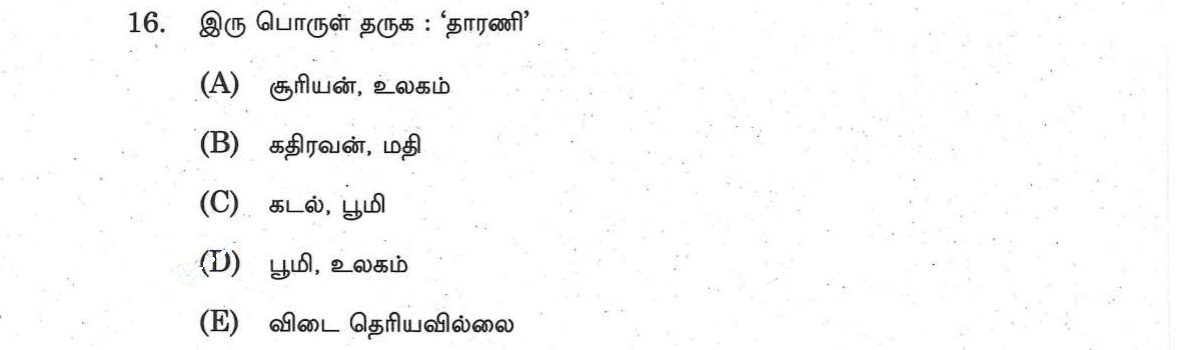 16. இரு பொருள் தருக : ‘தாரணி’
(A) சூரியன், உலகம்
(B) கதிரவன், மதி
(C) கடல், பூமி
(D) பூமி, உலகம்
(E) விடை தெரியவில்லை